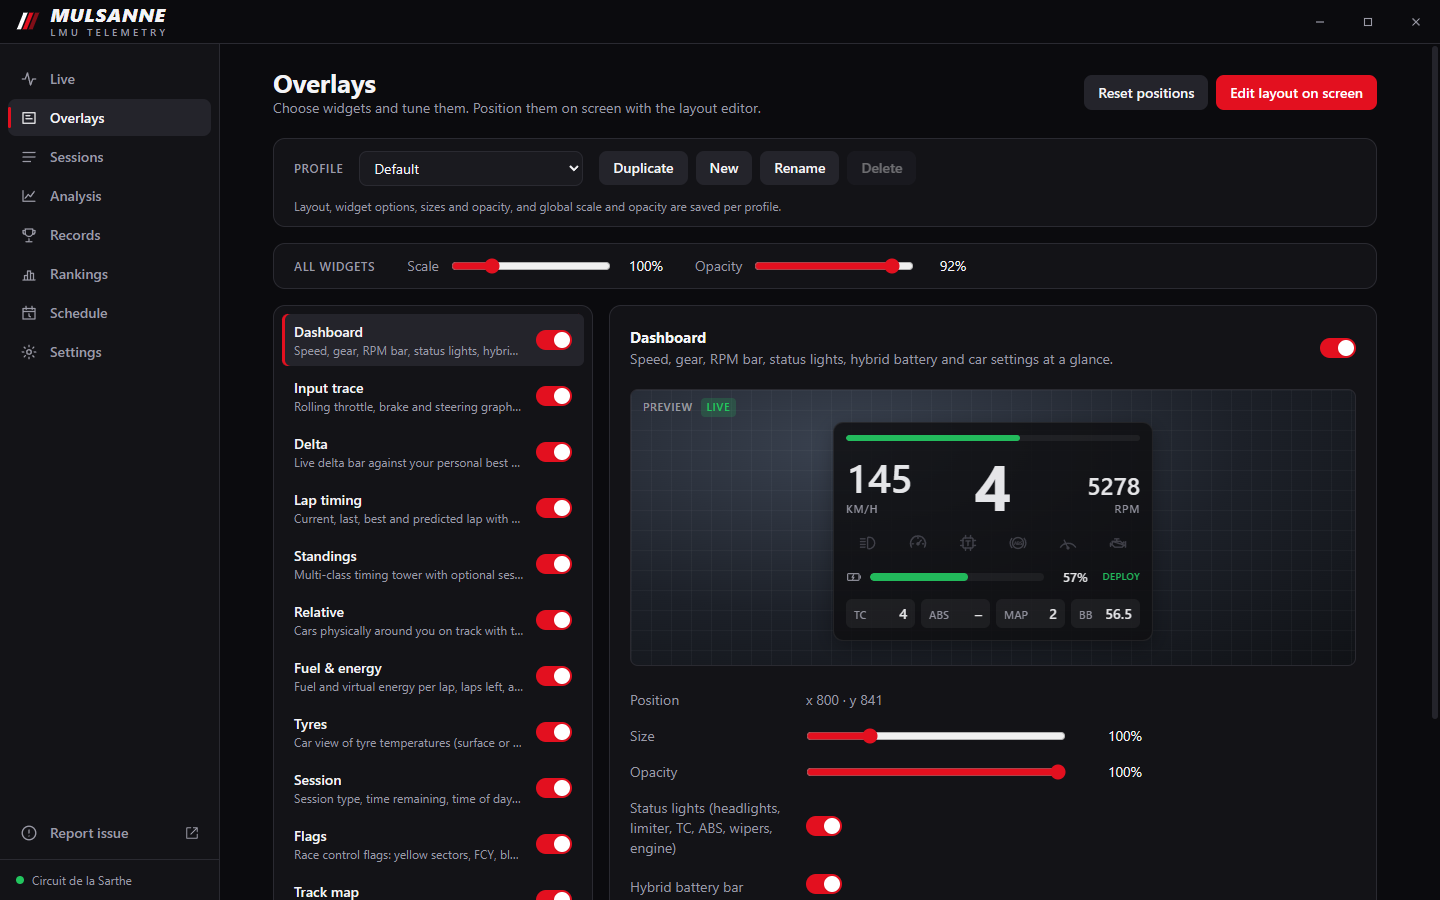 MULSANNE
LMU TELEMETRY
Live
Overlays
Sessions
Analysis
Records
Rankings
Schedule
Settings
Report issue
Circuit de la Sarthe
Overlays
Choose widgets and tune them. Position them on screen with the layout editor.
Reset positions
Edit layout on screen
PROFILE
Default
Duplicate
New
Rename
Delete
Layout, widget options, sizes and opacity, and global scale and opacity are saved per profile.
ALL WIDGETS
Scale
100%
Opacity
92%
Dashboard
Speed, gear, RPM bar, status lights, hybri...
Input trace
Rolling throttle, brake and steering graph...
Delta
Live delta bar against your personal best ...
Lap timing
Current, last, best and predicted lap with ...
Standings
Multi-class timing tower with optional ses...
Relative
Cars physically around you on track with t...
Fuel & energy
Fuel and virtual energy per lap, laps left, a...
Tyres
Car view of tyre temperatures (surface or ...
Session
Session type, time remaining, time of day...
Flags
Race control flags: yellow sectors, FCY, bl...
Track map
Dashboard
Speed, gear, RPM bar, status lights, hybrid battery and car settings at a glance.
PREVIEW
LIVE
145
KM/H
4
5278
RPM
57%
DEPLOY
TC 4
ABS –
MAP 2
BB 56.5
Position
x 800 · y 841
Size
100%
Opacity
100%
Status lights (headlights,
limiter, TC, ABS, wipers,
engine)
Hybrid battery bar